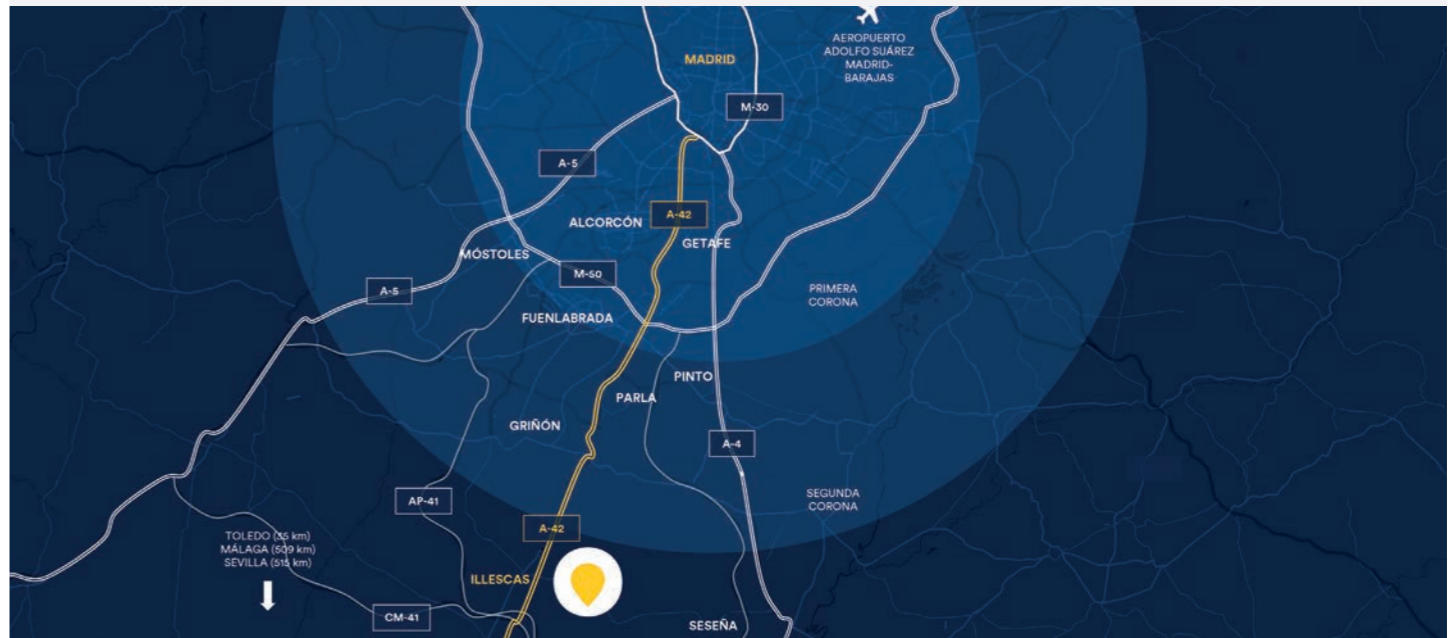 AEROPUERTO
ADOLFO SUÁREZ
MADRID-
BARAJAS
MADRID
M-30
A-5
A-42
ALCORCÓN
GETAFE
MÓSTOLES
M-50
A-5
PRIMERA
CORONA
FUENLABRADA
PINTO
PARLA
GRIÑÓN
A-4
AP-41
SEGUNDA
CORONA
A-42
TOLEDO (35 km)
MÁLAGA (509 km)
SEVILLA (515 km)
ILLESCAS
CM-41
SESEÑA